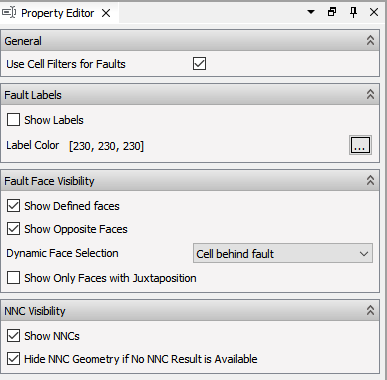 Property Editor
General
Use Cell Filters for Faults
Fault Labels
Show Labels
Label Color [230, 230, 230] ...
Fault Face Visibility
Show Defined faces
Show Opposite Faces
Dynamic Face Selection Cell behind fault
Show Only Faces with Juxtaposition
NNC Visibility
Show NNCs
Hide NNC Geometry if No NNC Result is Available